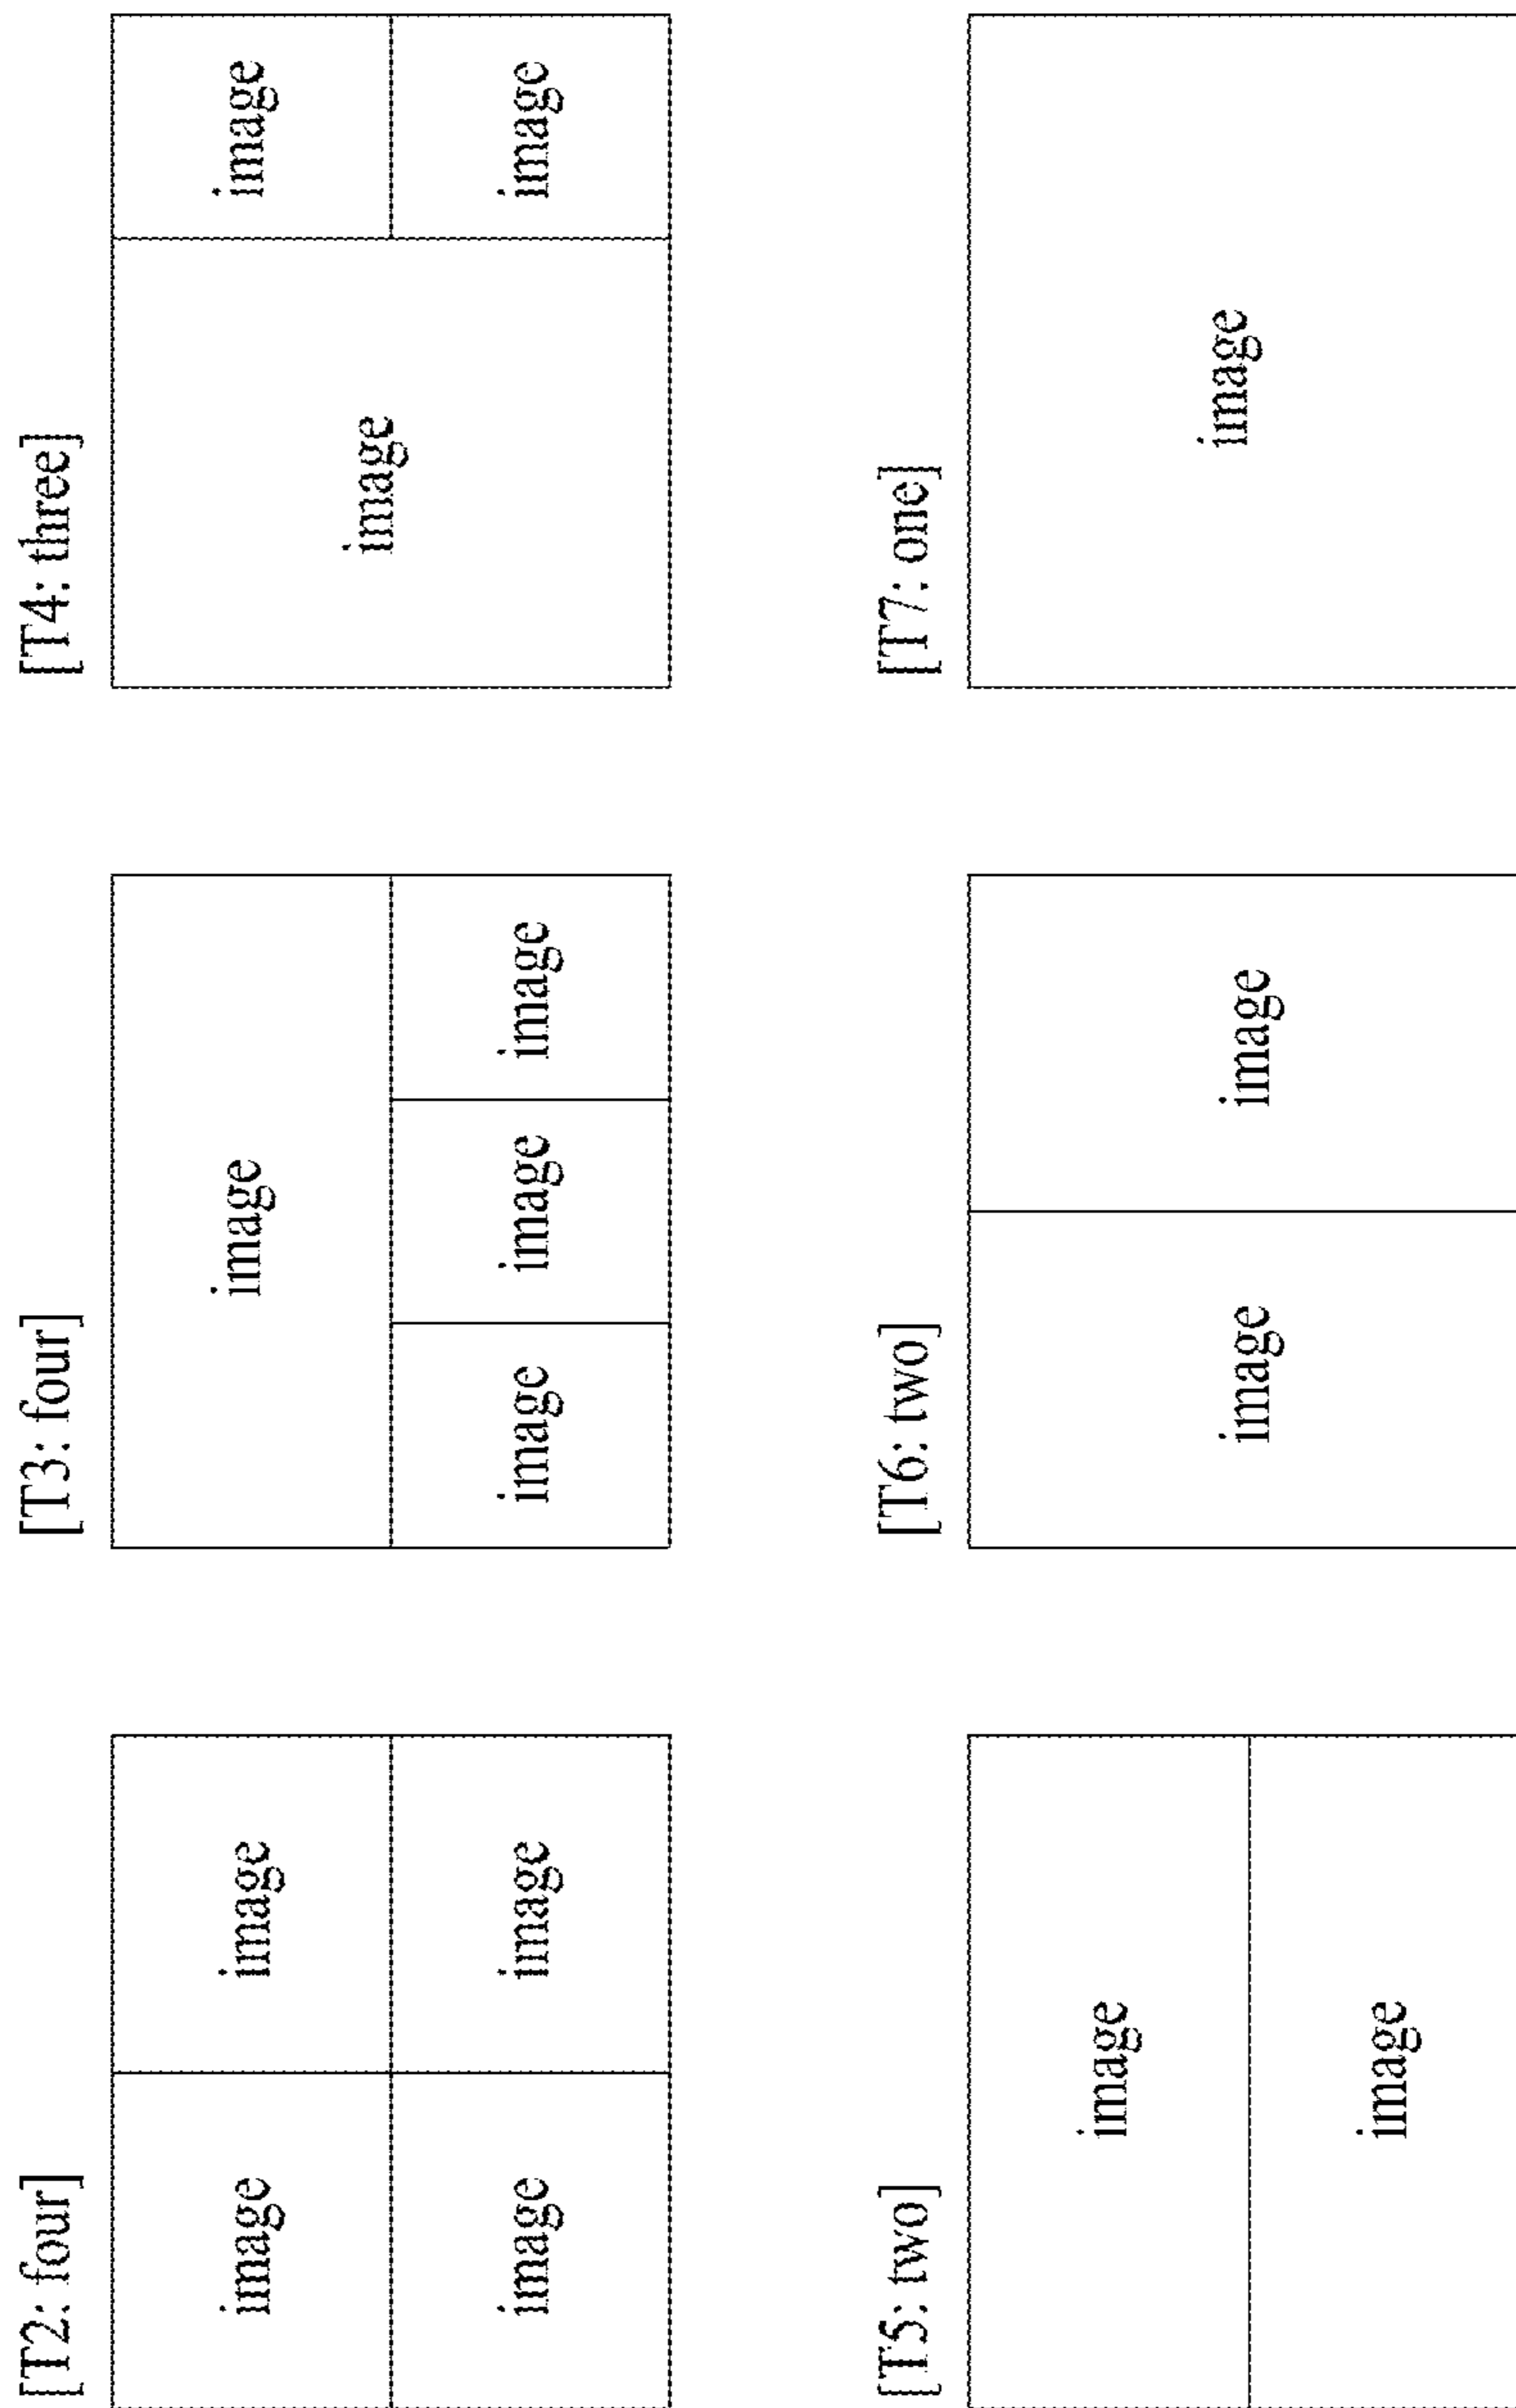 [T2: four]
image image
image image
[T3: four]
image
image image image
[T4: three]
image
image
image
[T5: two]
image
image
[T6: two]
image image
[T7: one]
image